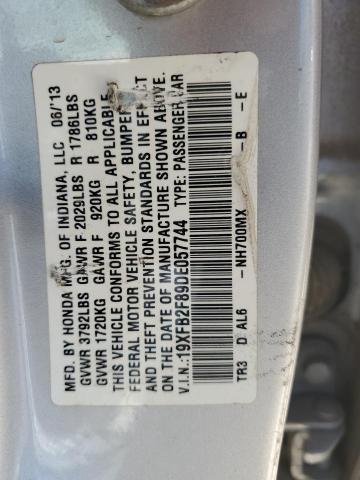 MFD. BY HONDA MFG. OF INDIANA, LLC 06/'13
GVWR 3792LBS GAWR F 2029LBS R 1786LBS
GVWR 1720KG GAWR F 920KG R 810KG
THIS VEHICLE CONFORMS TO ALL APPLICABLE
FEDERAL MOTOR VEHICLE SAFETY, BUMPER
AND THEFT PREVENTION STANDARDS IN EFFECT
ON THE DATE OF MANUFACTURE SHOWN ABOVE.
V.I.N.:19XFB2F89DE057744 TYPE: PASSENGER CAR
TR3 D AL6 -NH700MX -B -E